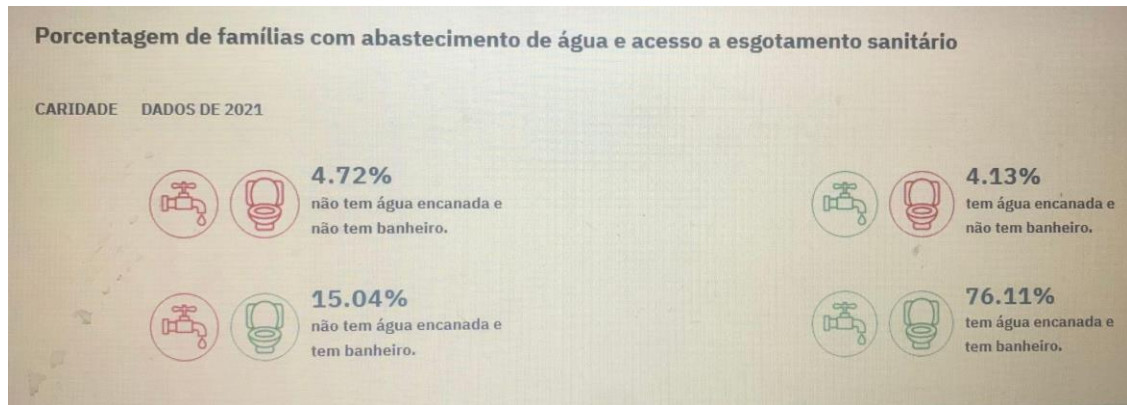 Porcentagem de famílias com abastecimento de água e acesso a esgotamento sanitário
CARIDADE DADOS DE 2021
4.72%
não tem água encanada e
não tem banheiro.
4.13%
tem água encanada e
não tem banheiro.
15.04%
não tem água encanada e
tem banheiro.
76.11%
tem água encanada e
tem banheiro.